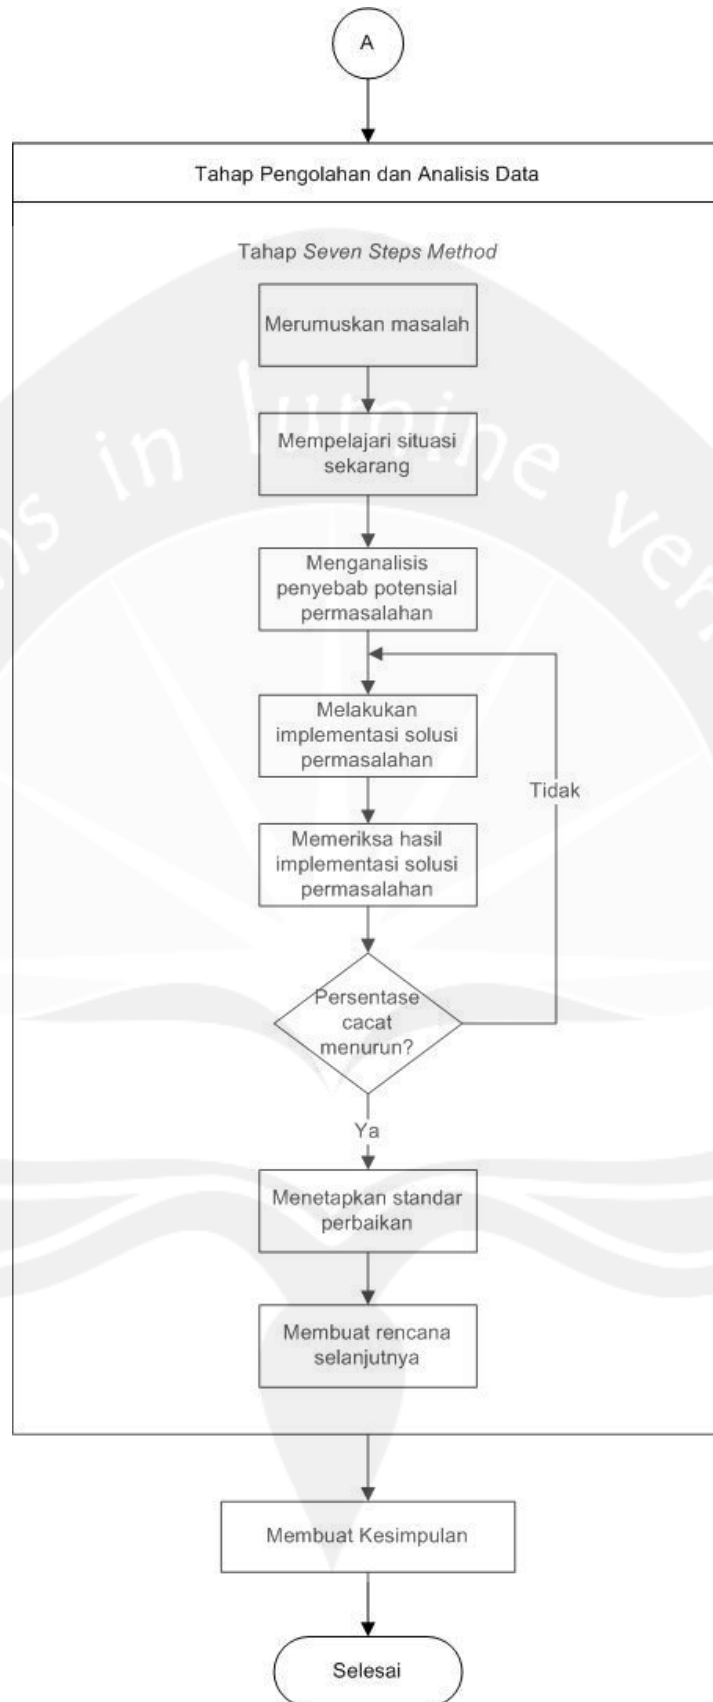 A
Tahap Pengolahan dan Analisis Data
Tahap Seven Steps Method
Merumuskan masalah
Mempelajari situasi
sekarang
Menganalisis
penyebab potensial
permasalahan
Melakukan
implementasi solusi
permasalahan
Tidak
Memeriksa hasil
implementasi solusi
permasalahan
Persentase
cacat
menurun?
Ya
Menetapkan standar
perbaikan
Membuat rencana
selanjutnya
Membuat Kesimpulan
Selesai
in lumine